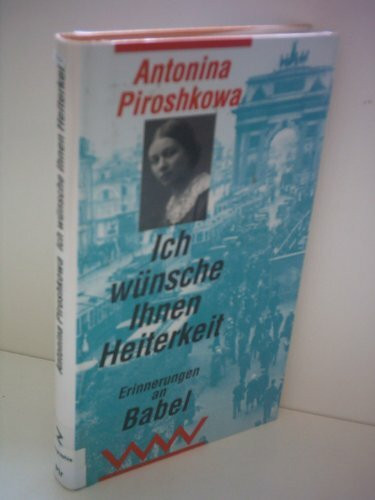 Antonina
Piroshkowa
Ich
wünsche
Ihnen
Heiterkeit
Erinnerungen
an
Babel
Antonina Piroshkowa Ich wünsche Ihnen Heiterkeit